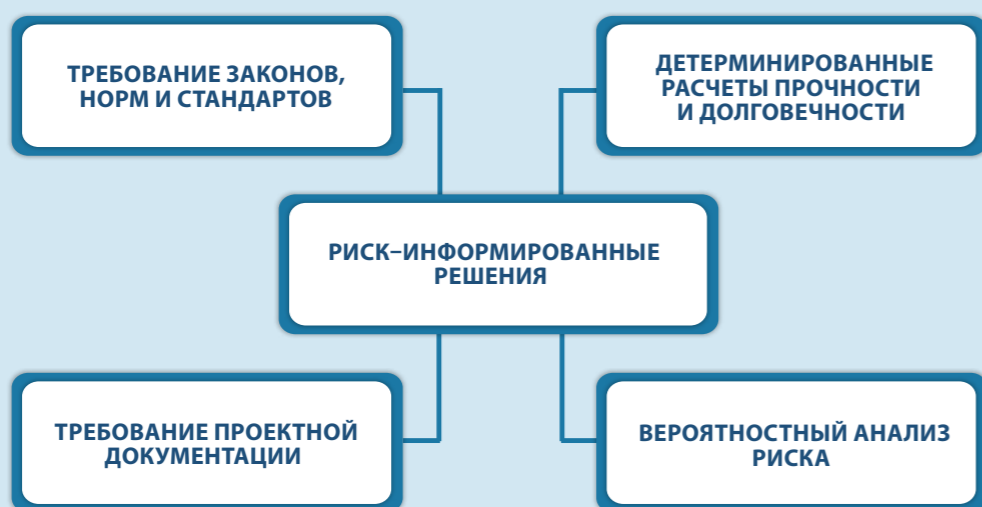 ТРЕБОВАНИЕ ЗАКОНОВ,
НОРМ И СТАНДАРТОВ
ДЕТЕРМИНИРОВАННЫЕ
РАСЧЕТЫ ПРОЧНОСТИ
И ДОЛГОВЕЧНОСТИ
РИСК–ИНФОРМИРОВАННЫЕ
РЕШЕНИЯ
ТРЕБОВАНИЕ ПРОЕКТНОЙ
ДОКУМЕНТАЦИИ
ВЕРОЯТНОСТНЫЙ АНАЛИЗ
РИСКА